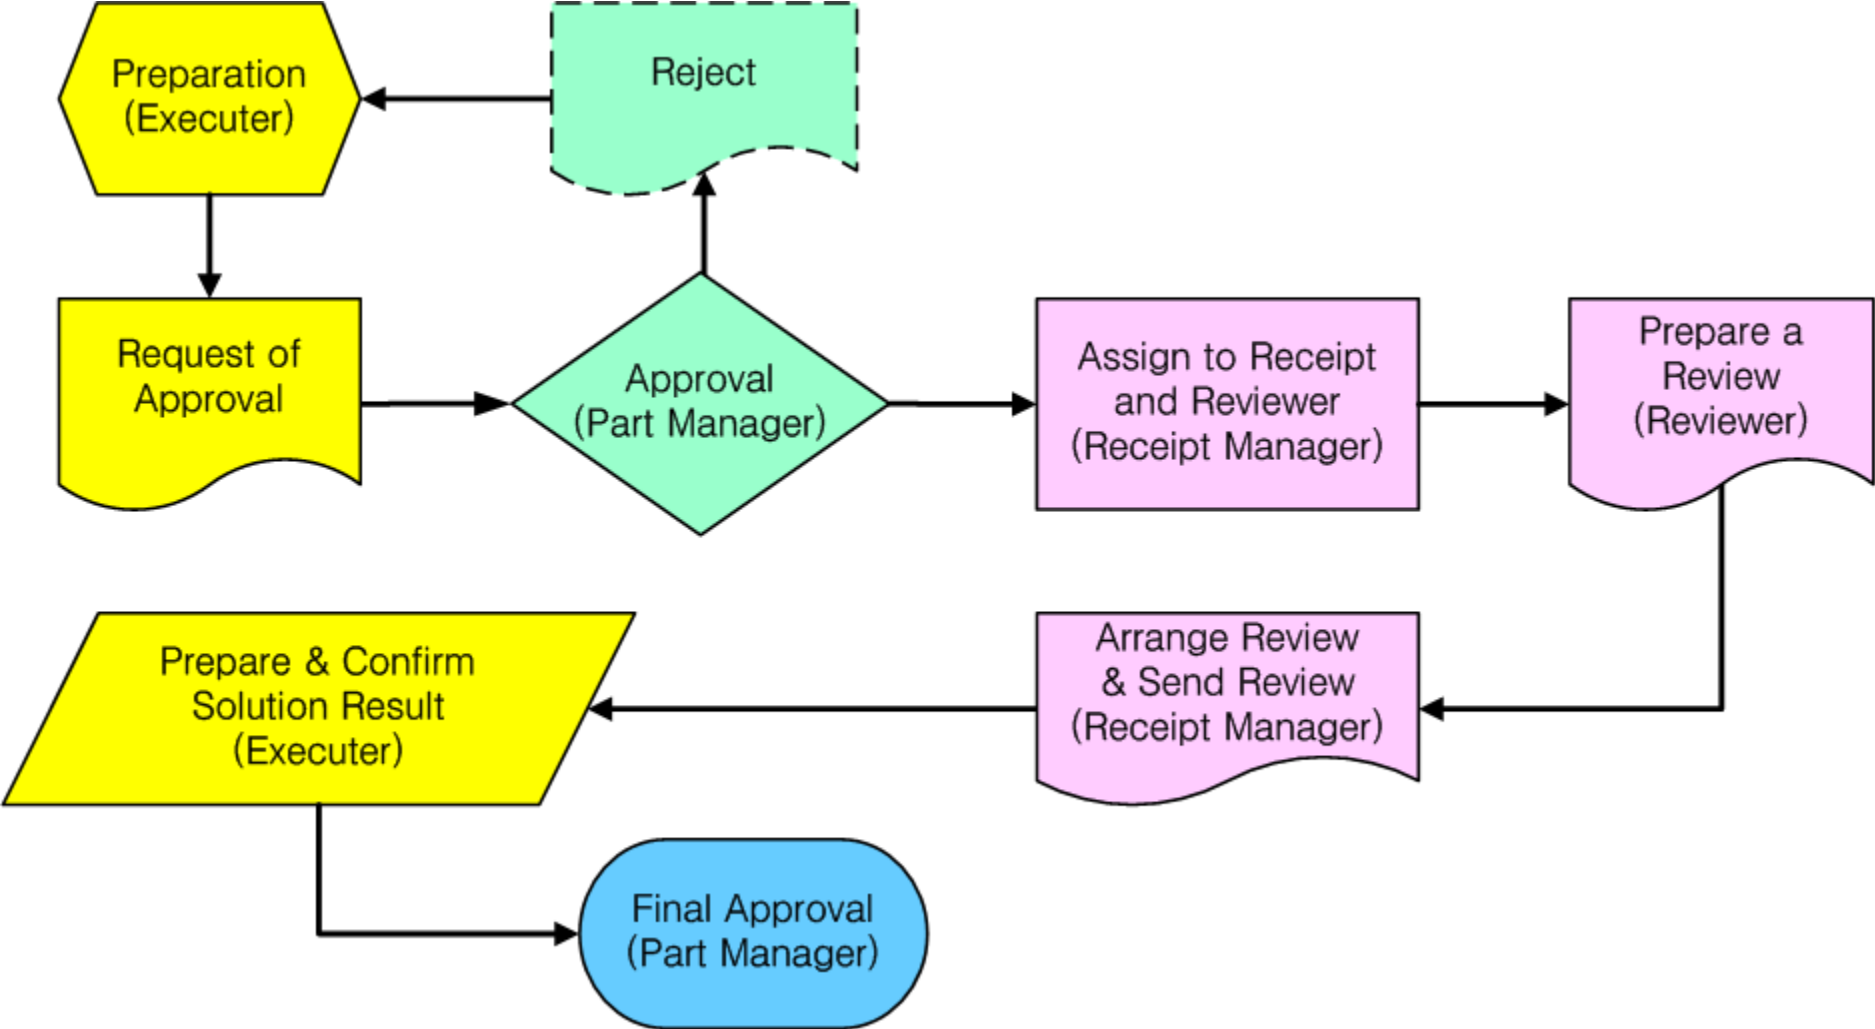 Preparation
(Executer)
Reject
Request of
Approval
Approval
(Part Manager)
Assign to Receipt
and Reviewer
(Receipt Manager)
Prepare a
Review
(Reviewer)
Prepare & Confirm
Solution Result
(Executer)
Arrange Review
& Send Review
(Receipt Manager)
Final Approval
(Part Manager)